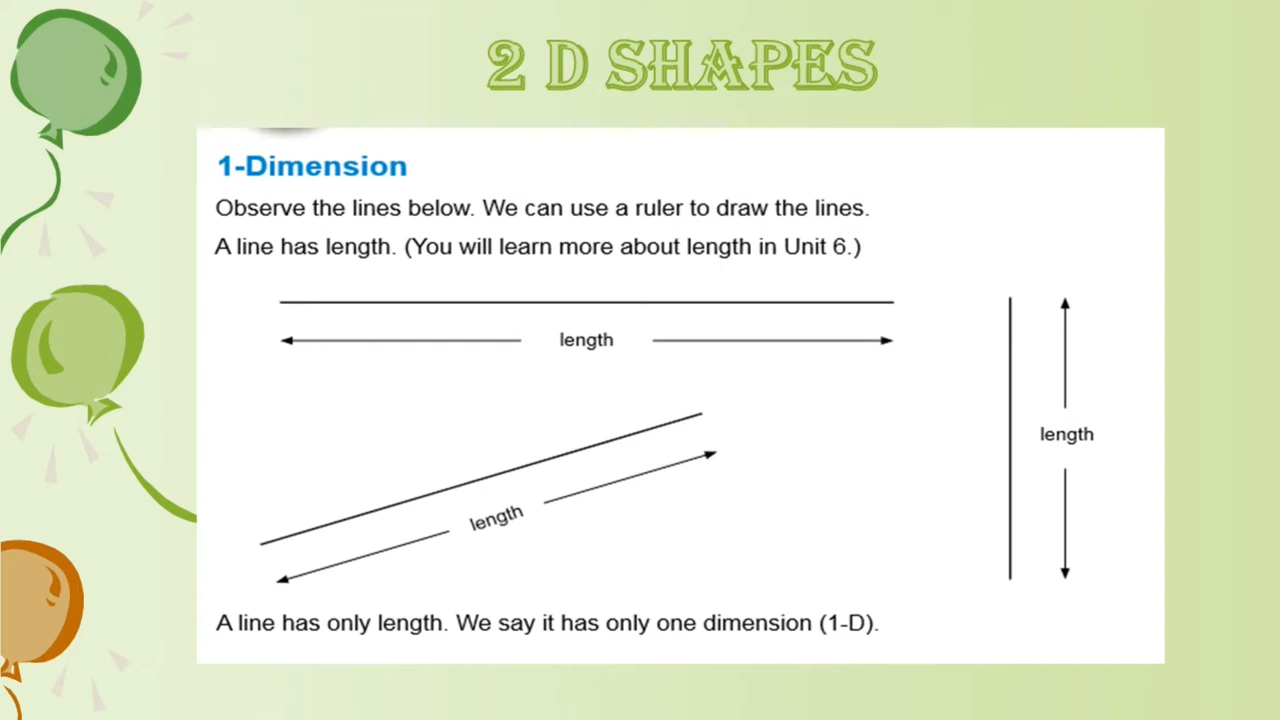 2 D SHAPES
1-Dimension
Observe the lines below. We can use a ruler to draw the lines.
A line has length. (You will learn more about length in Unit 6.)
length
length
length
A line has only length. We say it has only one dimension (1-D).